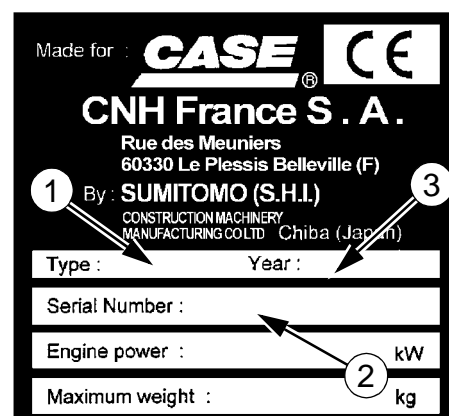 Made for : CASE ® CE
CNH France S . A .
Rue des Meuniers
60330 Le Plessis Belleville (F)
1 By : SUMITOMO (S.H.I.) 3
CONSTRUCTION MACHINERY
MANUFACTURING CO LTD Chiba (Japan)
Type : Year :
Serial Number :
Engine power : kW
2
Maximum weight : kg